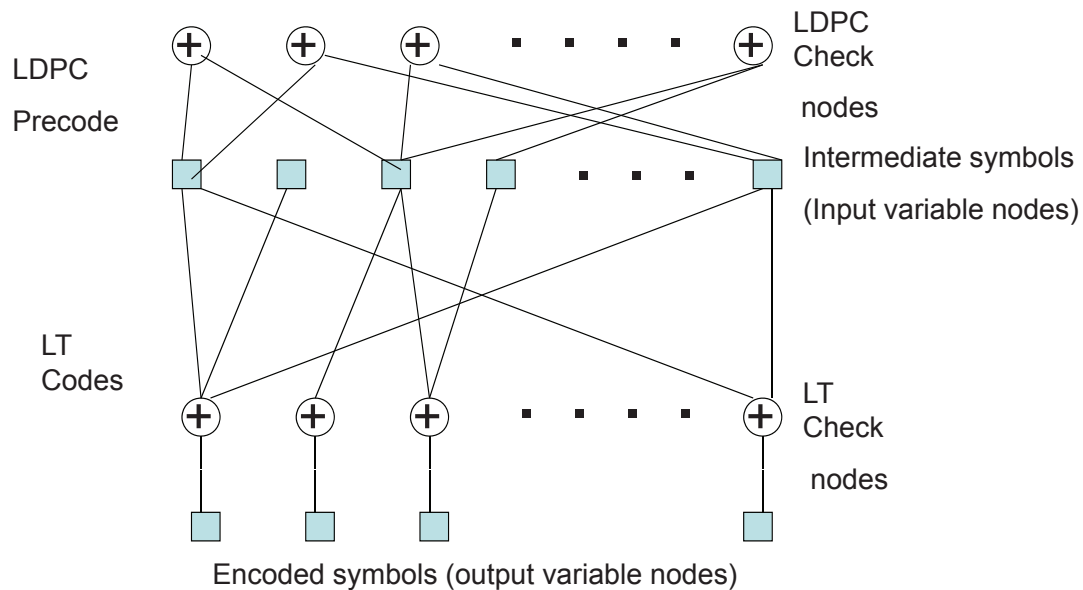 LDPC
Check
nodes
LDPC
Precode
Intermediate symbols
(Input variable nodes)
LT
Codes
LT
Check
nodes
Encoded symbols (output variable nodes)